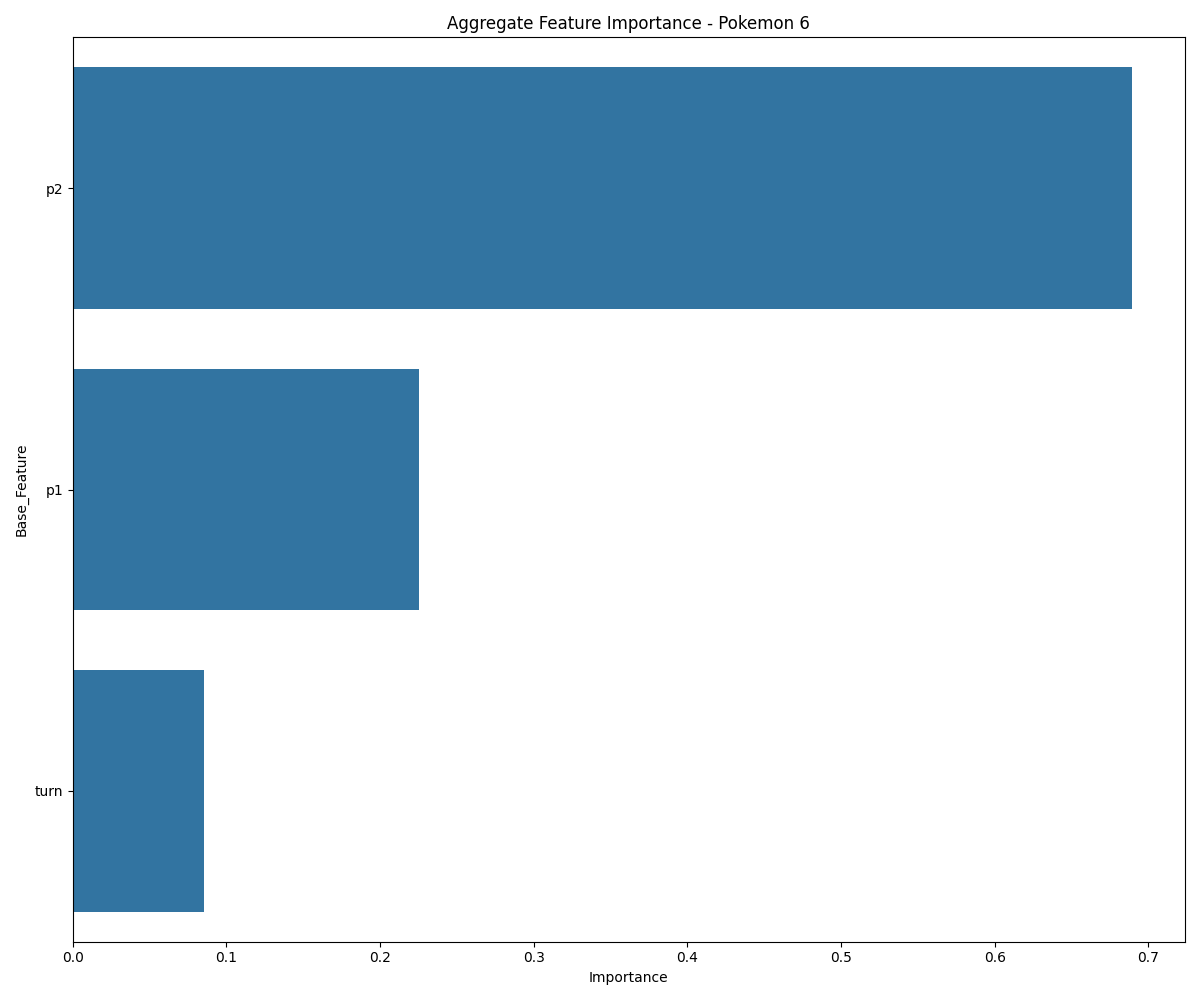 Aggregate Feature Importance - Pokemon 6
Base_Feature
p2
p1
turn
0.0 0.1 0.2 0.3 0.4 0.5 0.6 0.7
Importance